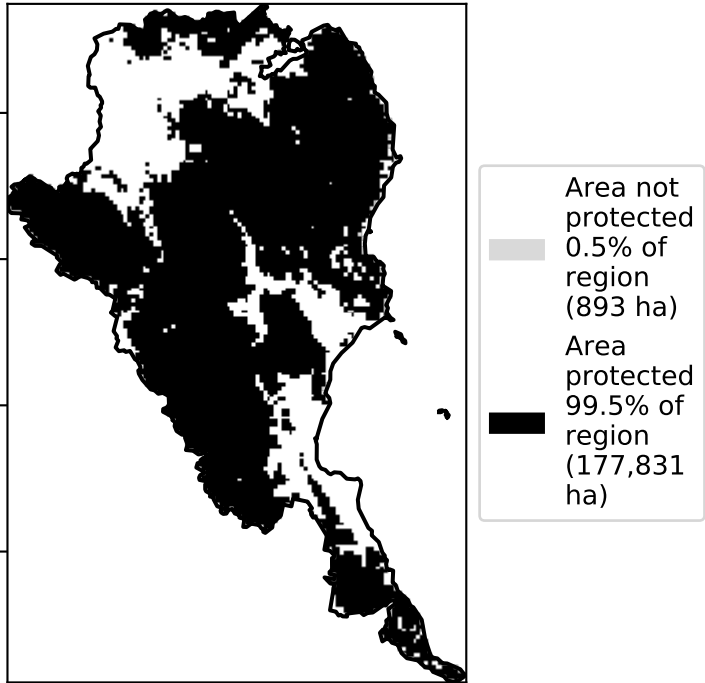 Area not
protected
0.5% of
region
(893 ha)
Area
protected
99.5% of
region
(177,831
ha)